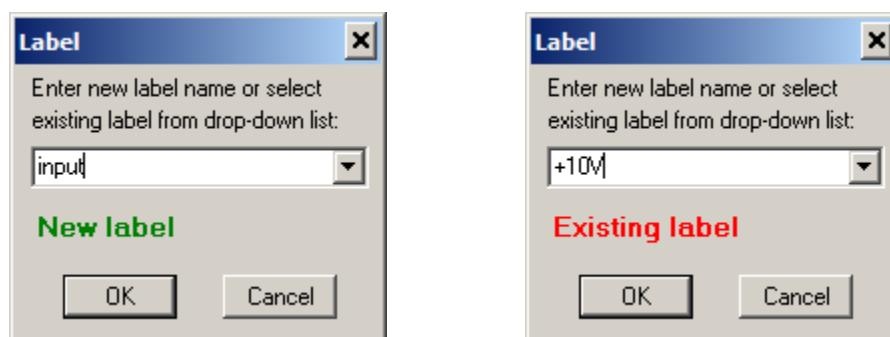 Label
Enter new label name or select
existing label from drop-down list:
input
New label
OK
Cancel
Label
Enter new label name or select
existing label from drop-down list:
+10V
Existing label
OK
Cancel